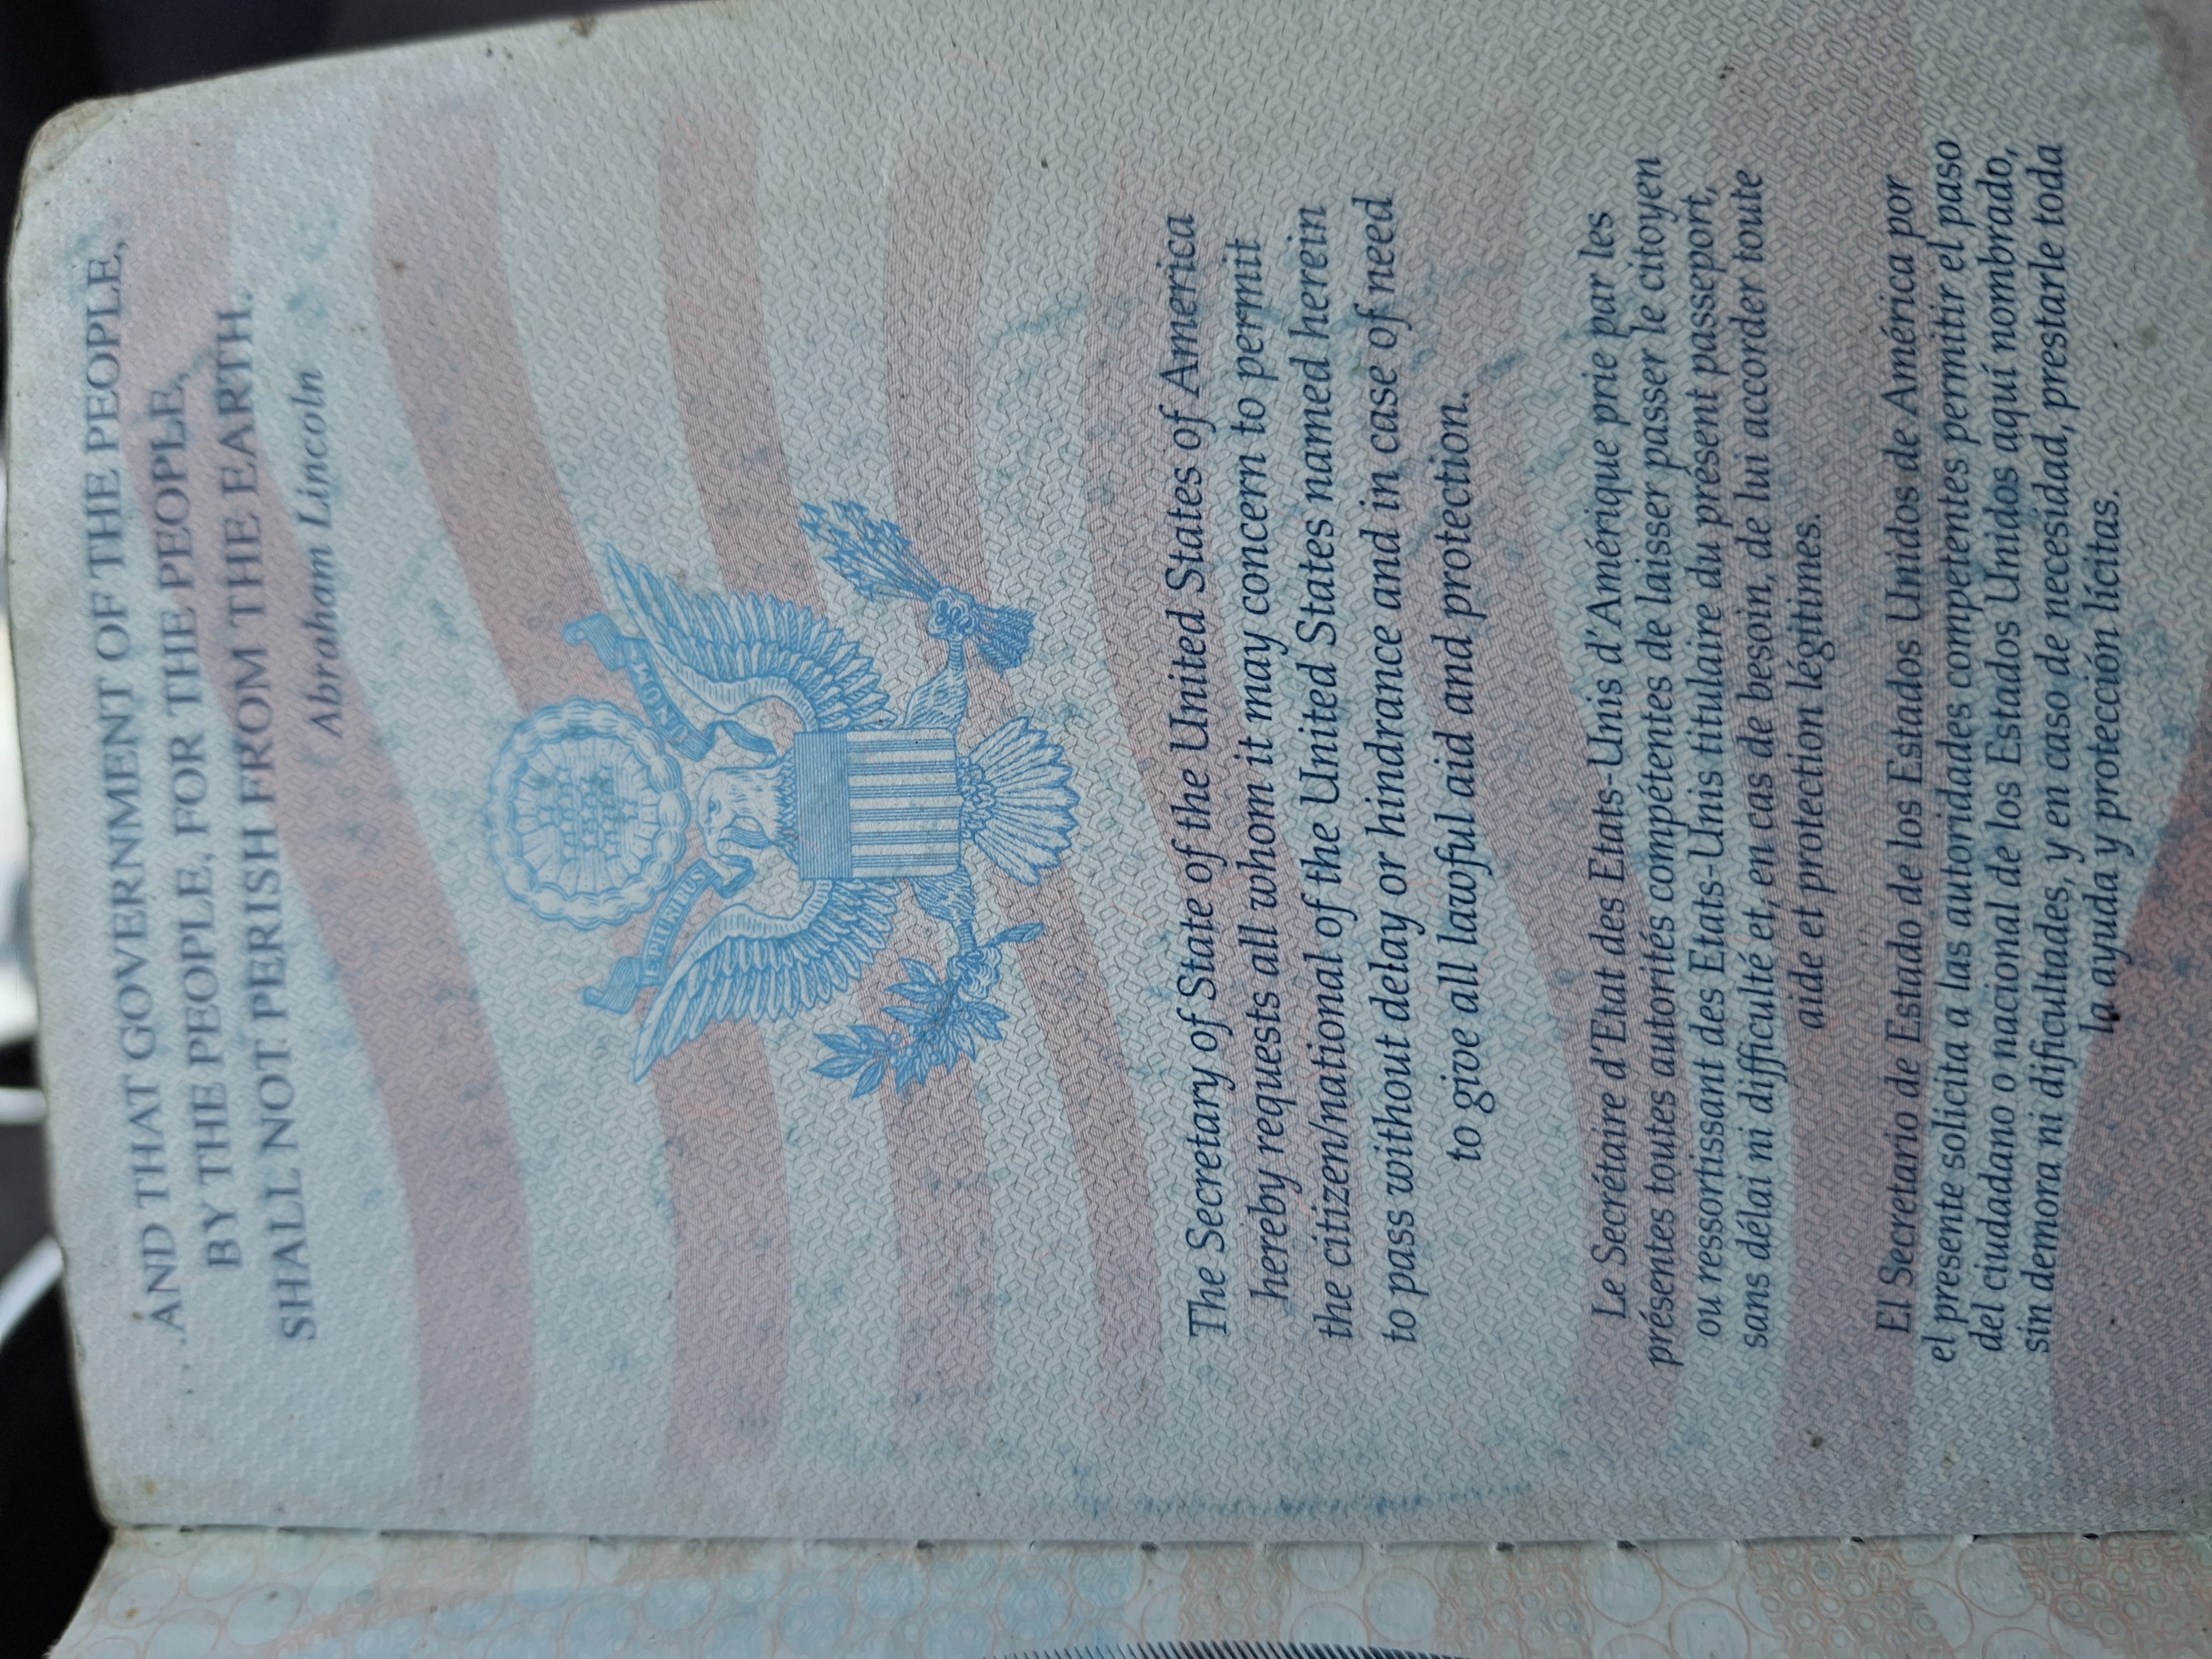 ...AND THAT GOVERNMENT OF THE PEOPLE,
BY THE PEOPLE, FOR THE PEOPLE,
SHALL NOT PERISH FROM THE EARTH.
Abraham Lincoln
E PLURIBUS UNUM
The Secretary of State of the United States of America
hereby requests all whom it may concern to permit
the citizen/national of the United States named herein
to pass without delay or hindrance and in case of need
to give all lawful aid and protection.
Le Secrétaire d'Etat des Etats-Unis d'Amérique prie par les
présentes toutes autorités compétentes de laisser passer le citoyen
ou ressortissant des Etats-Unis titulaire du présent passeport,
sans délai ni difficulté et, en cas de besoin, de lui accorder toute
aide et protection légitimes.
El Secretario de Estado de los Estados Unidos de América por
el presente solicita a las autoridades competentes permitir el paso
del ciudadano o nacional de los Estados Unidos aquí nombrado,
sin demora ni dificultades, y en caso de necesidad, prestarle toda
la ayuda y protección lícitas.